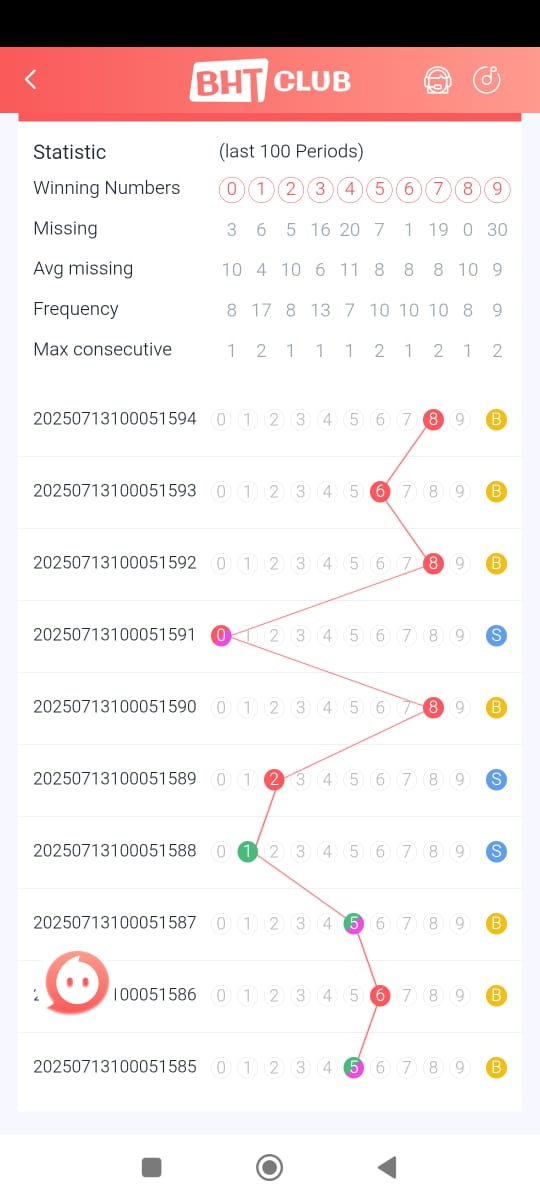 BHT CLUB
Statistic (last 100 Periods)
Winning Numbers 0 1 2 3 4 5 6 7 8 9
Missing 3 6 5 16 20 7 1 19 0 30
Avg missing 10 4 10 6 11 8 8 8 10 9
Frequency 8 17 8 13 7 10 10 10 8 9
Max consecutive 1 2 1 1 1 2 1 2 1 2
20250713100051594 0 1 2 3 4 5 6 7 8 9 B
20250713100051593 0 1 2 3 4 5 6 7 8 9 B
20250713100051592 0 1 2 3 4 5 6 7 8 9 B
20250713100051591 0 1 2 3 4 5 6 7 8 9 S
20250713100051590 0 1 2 3 4 5 6 7 8 9 B
20250713100051589 0 1 2 3 4 5 6 7 8 9 S
20250713100051588 0 1 2 3 4 5 6 7 8 9 S
20250713100051587 0 1 2 3 4 5 6 7 8 9 B
100051586 0 1 2 3 4 5 6 7 8 9 B
20250713100051585 0 1 2 3 4 5 6 7 8 9 B